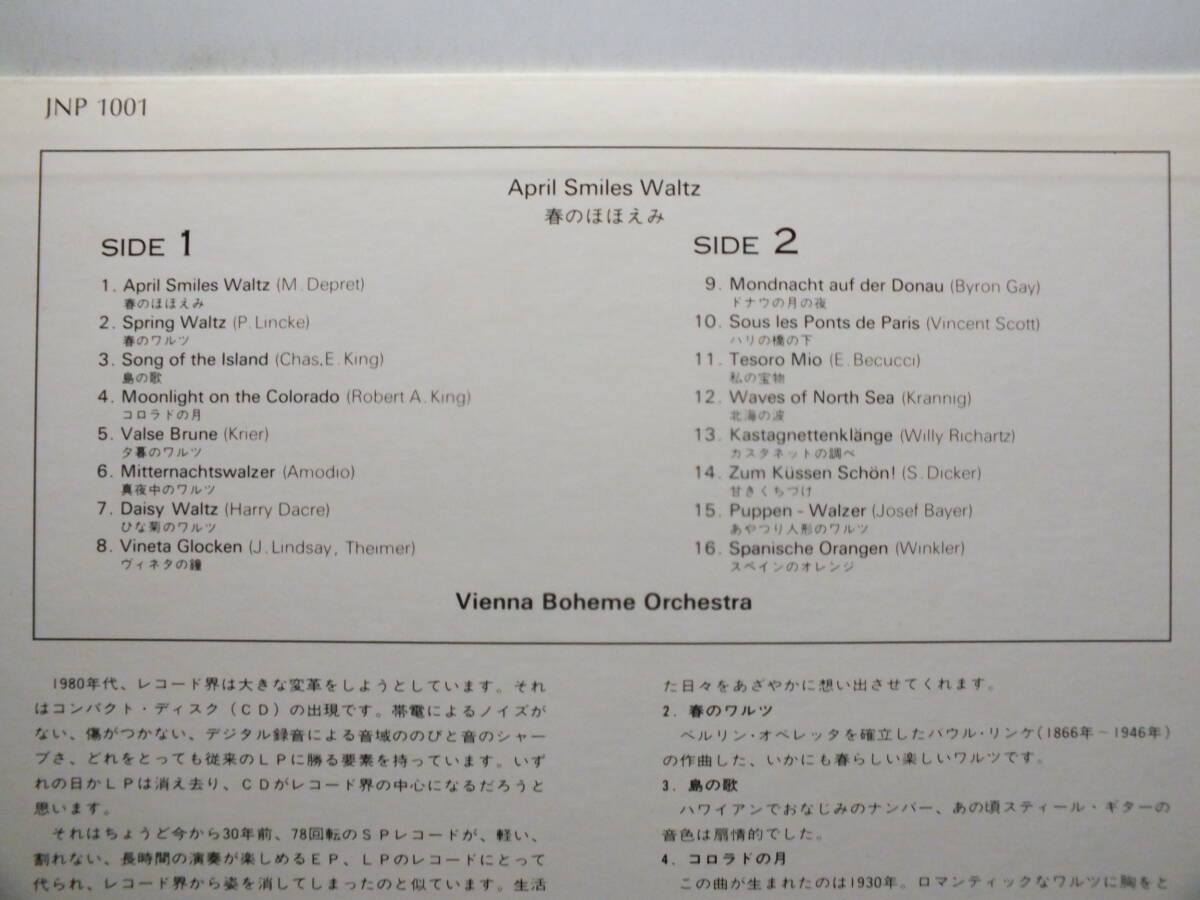 JNP 1001
April Smiles Waltz
春のほほえみ
SIDE 1
1. April Smiles Waltz (M. Depret)
春のほほえみ
2. Spring Waltz (P. Lincke)
春のワルツ
3. Song of the Island (Chas. E. King)
島の歌
4. Moonlight on the Colorado (Robert A. King)
コロラドの月
5. Valse Brune (Krier)
夕暮のワルツ
6. Mitternachtswalzer (Amodio)
真夜中のワルツ
7. Daisy Waltz (Harry Dacre)
ひな菊のワルツ
8. Vineta Glocken (J. Lindsay, Theimer)
ヴィネタの鐘
SIDE 2
9. Mondnacht auf der Donau (Byron Gay)
ドナウの月の夜
10. Sous les Ponts de Paris (Vincent Scott)
パリの橋の下
11. Tesoro Mio (E. Becucci)
私の宝物
12. Waves of North Sea (Krannig)
北海の波
13. Kastagnettenklänge (Willy Richartz)
カスタネットの調べ
14. Zum Küssen Schön! (S. Dicker)
甘きくちづけ
15. Puppen - Walzer (Josef Bayer)
あやつり人形のワルツ
16. Spanische Orangen (Winkler)
スペインのオレンジ
Vienna Boheme Orchestra
1980年代、レコード界は大きな変革をしようとしています。それ
はコンパクト・ディスク(CD)の出現です。帯電によるノイズが
ない、傷がつかない、デジタル録音による音域ののびと音のシャー
プさ、どれをとっても従来のLPに勝る要素を持っています。いず
れの日かLPは消え去り、CDがレコード界の中心になるだろうと
思います。
それはちょうど今から30年前、78回転のSPレコードが、軽い、
割れない、長時間の演奏が楽しめるEP、LPのレコードにとって
代られ、レコード界から姿を消してしまったのと似ています。生活
た日々をあざやかに想い出させてくれます。
2. 春のワルツ
ベルリン・オペレッタを確立したパウル・リンケ(1866年～1946年)
の作曲した、いかにも春らしい楽しいワルツです。
3. 島の歌
ハワイアンでおなじみのナンバー、あの頃スティール・ギターの
音色は扇情的でした。
4. コロラドの月
この曲が生まれたのは1930年。ロマンティックなワルツに胸をと